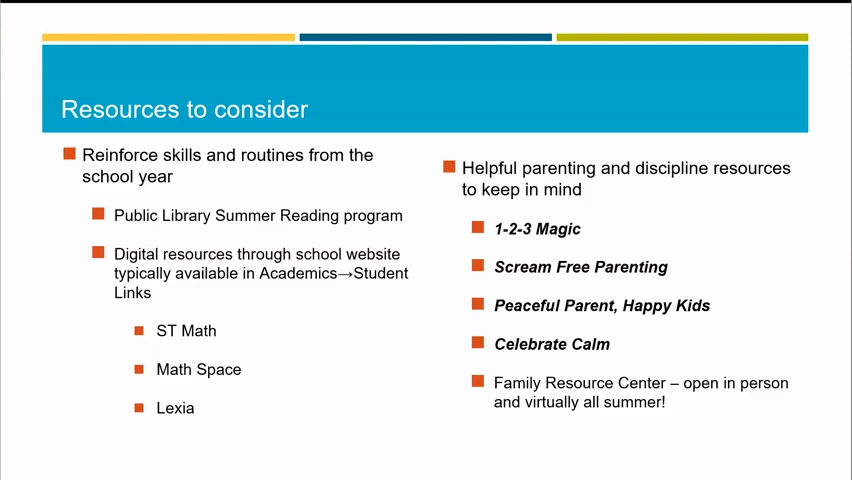 Resources to consider
Reinforce skills and routines from the
school year
Public Library Summer Reading program
Digital resources through school website
typically available in Academics→Student
Links
ST Math
Math Space
Lexia
Helpful parenting and discipline resources
to keep in mind
1-2-3 Magic
Scream Free Parenting
Peaceful Parent, Happy Kids
Celebrate Calm
Family Resource Center – open in person
and virtually all summer!